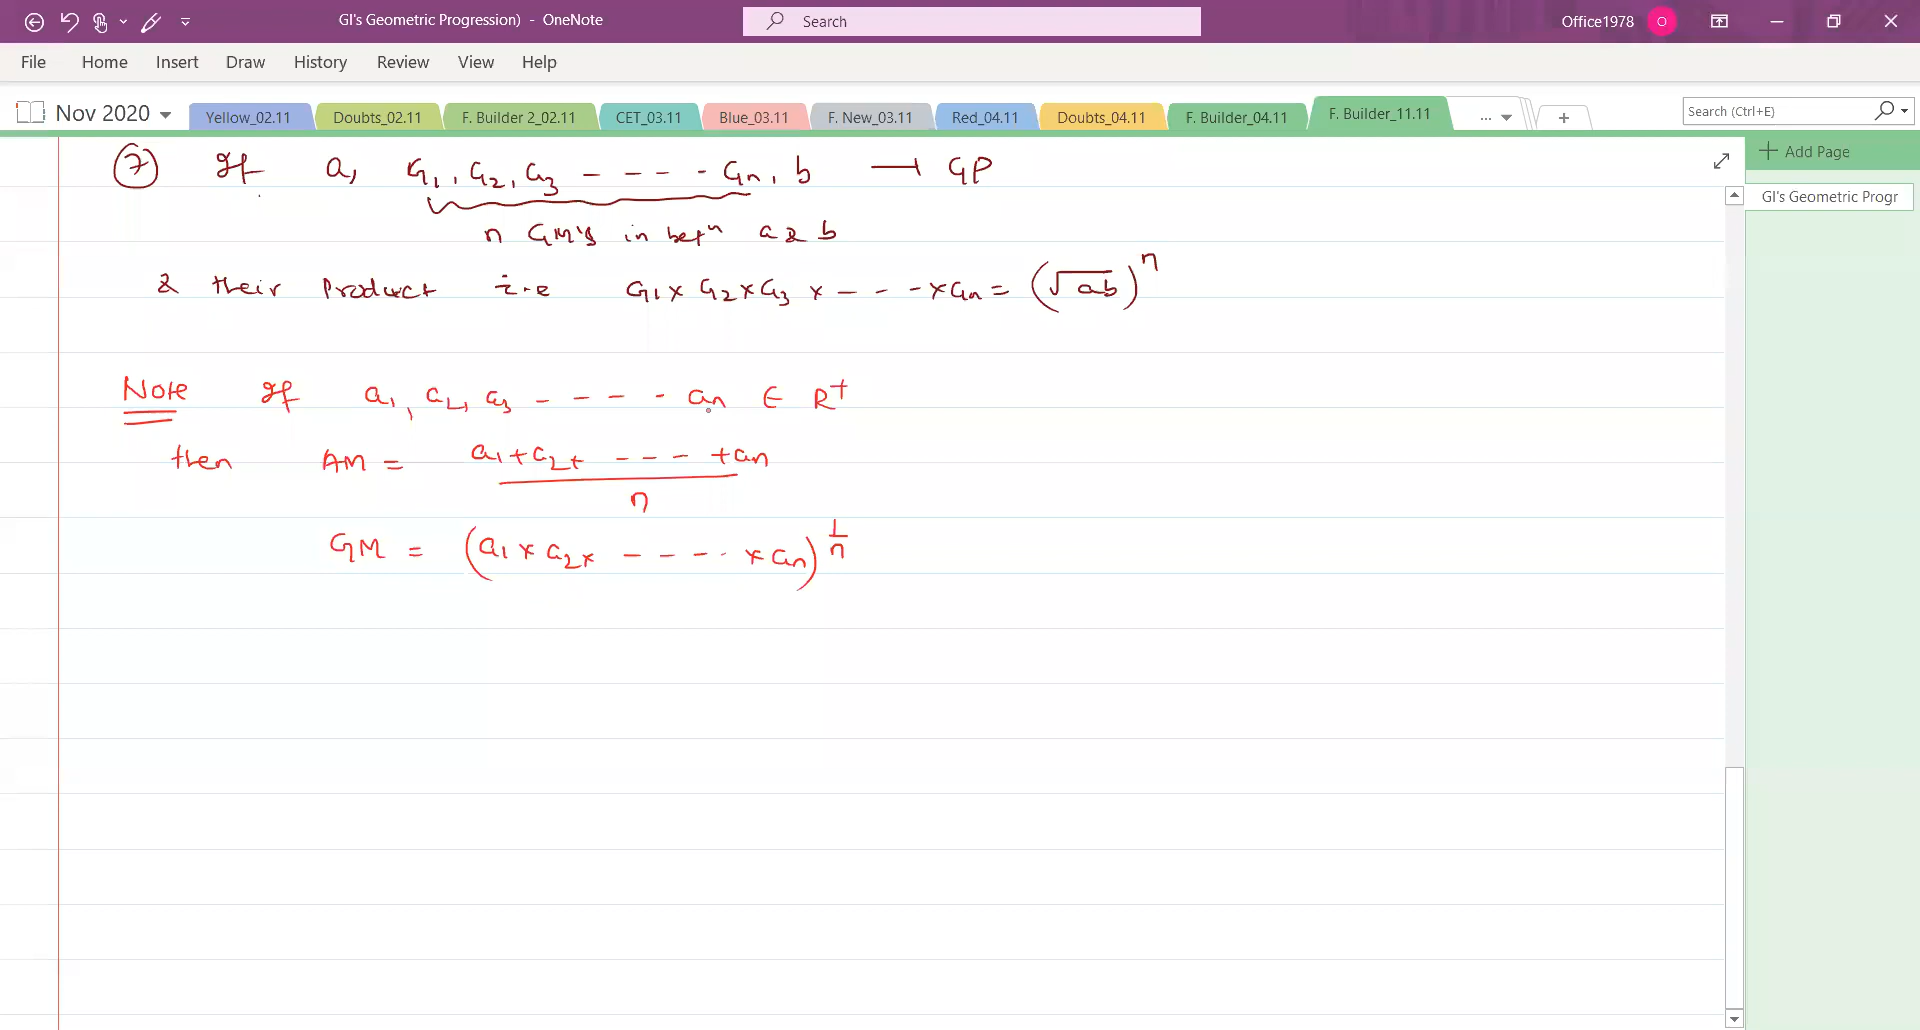 GI's Geometric Progression) - OneNote
Search
Office1978
O
File Home Insert Draw History Review View Help
Nov 2020
Yellow_02.11 Doubts_02.11 F. Builder 2_02.11 CET_03.11 Blue_03.11 F. New_03.11 Red_04.11 Doubts_04.11 F. Builder_04.11 F. Builder_11.11 ... +
Search (Ctrl+E)
+ Add Page
GI's Geometric Progr
⑦ If a, G₁, G₂, G₃ - - - - - Gₙ, b → GP
n GM's in betⁿ a & b
& their Product i.e G₁ × G₂ × G₃ × - - - - × Gₙ = (√ab)ⁿ
Note If a₁, a₂, a₃ - - - - - aₙ ∈ R⁺
then AM = (a₁ + a₂ + - - - - + aₙ) / n
GM = (a₁ × a₂ × - - - - - × aₙ)^(1/n)